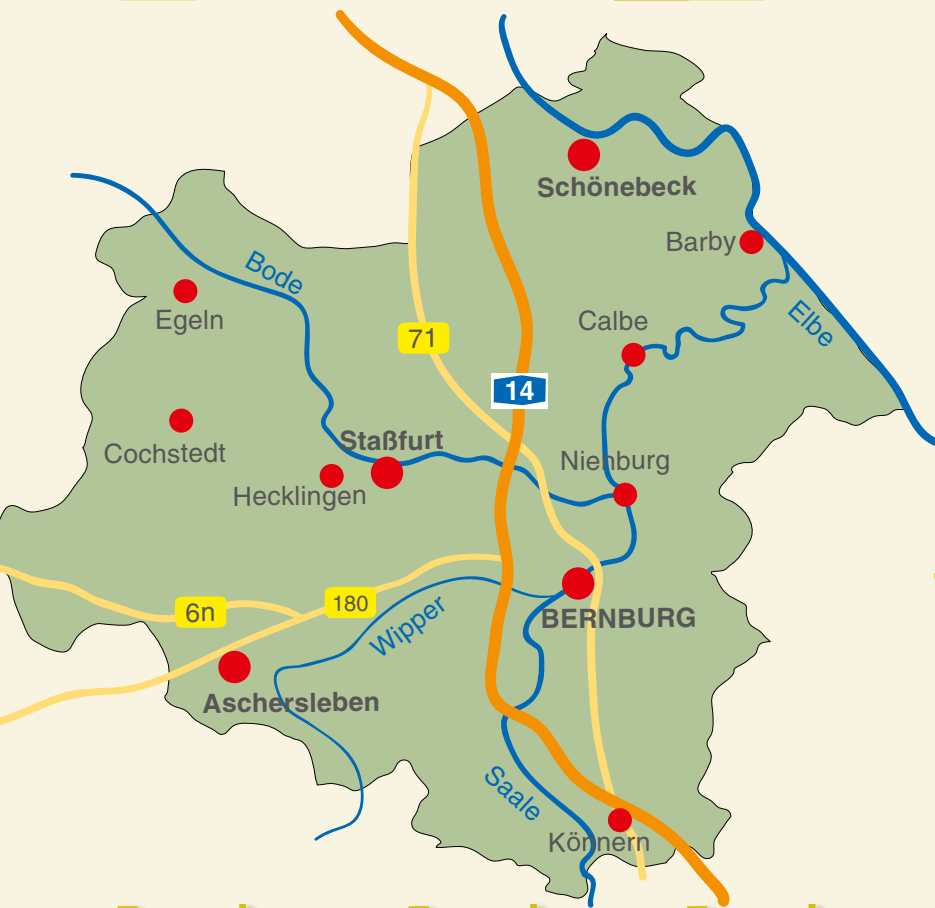 Schönebeck
Barby
Bode
Egeln
Elbe
Calbe
71
14
Cochstedt
Staßfurt
Nienburg
Hecklingen
6n
180
Wipper
BERNBURG
Aschersleben
Saale
Könnern